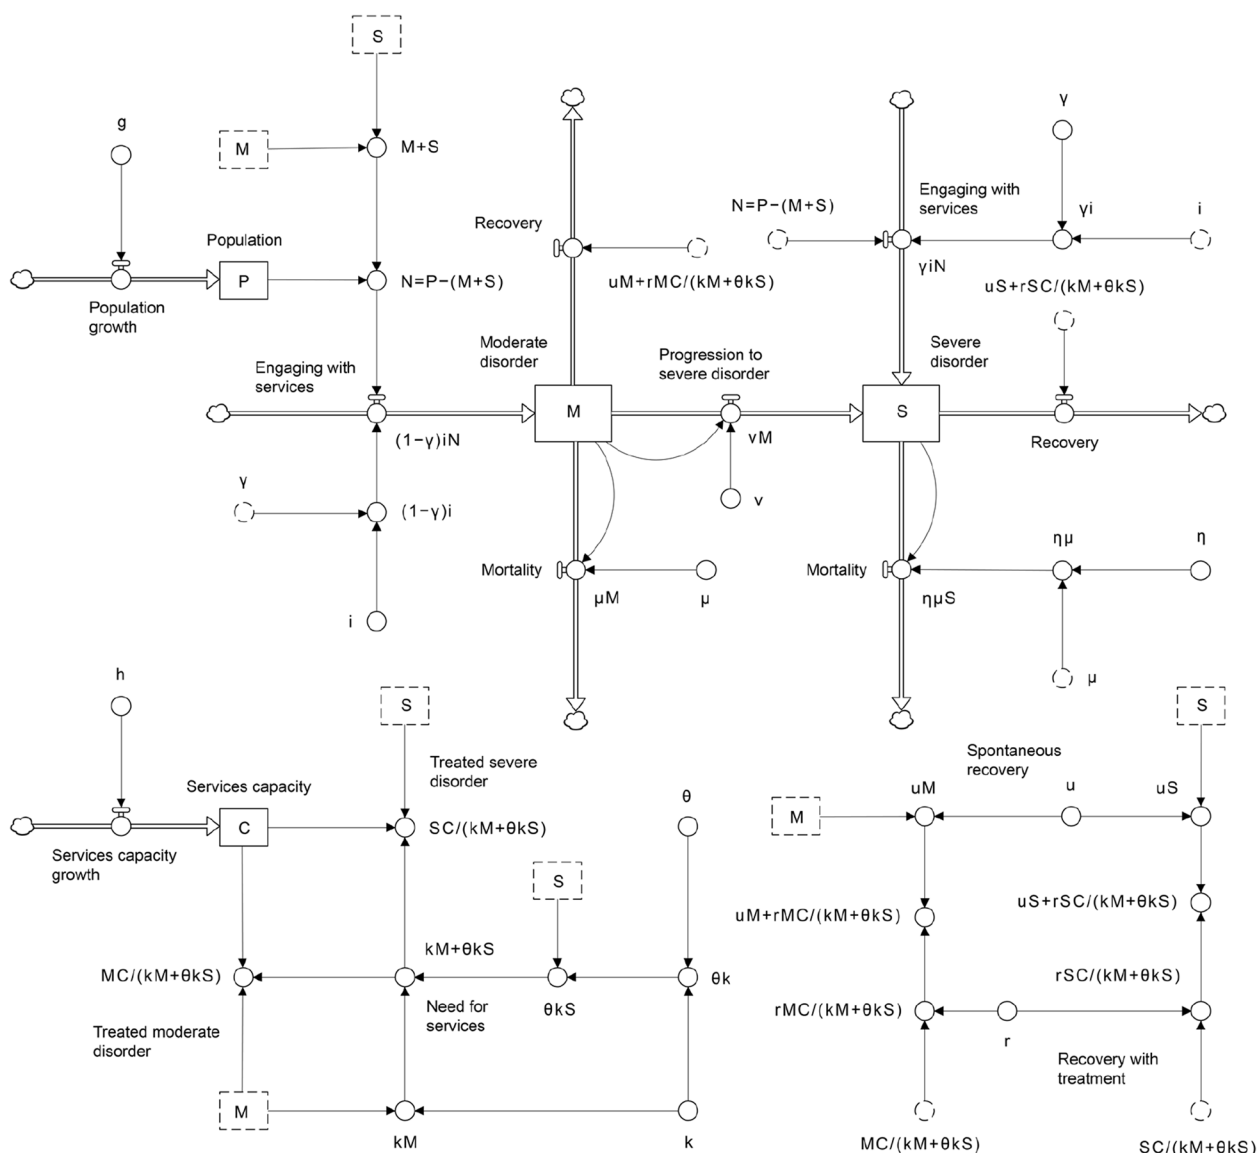 S
g
M
M+S
Population
P
N=P−(M+S)
Population
growth
Engaging with
services
(1−γ)iN
γ
(1−γ)i
i
Recovery
uM+rMC/(kM+θkS)
Moderate
disorder
M
Progression to
severe disorder
vM
v
Mortality
μM
μ
N=P−(M+S)
Engaging with
services
γiN
γ
γi
i
uS+rSC/(kM+θkS)
Severe
disorder
S
Recovery
Mortality
ημS
ημ
η
μ
h
S
Services capacity
C
Services capacity
growth
Treated severe
disorder
SC/(kM+θkS)
θ
S
kM+θkS
MC/(kM+θkS)
Need for
services
θkS
θk
Treated moderate
disorder
M
kM
k
Spontaneous
recovery
S
M
uM
u
uS
uM+rMC/(kM+θkS)
uS+rSC/(kM+θkS)
rMC/(kM+θkS)
rSC/(kM+θkS)
r
Recovery with
treatment
MC/(kM+θkS)
SC/(kM+θkS)